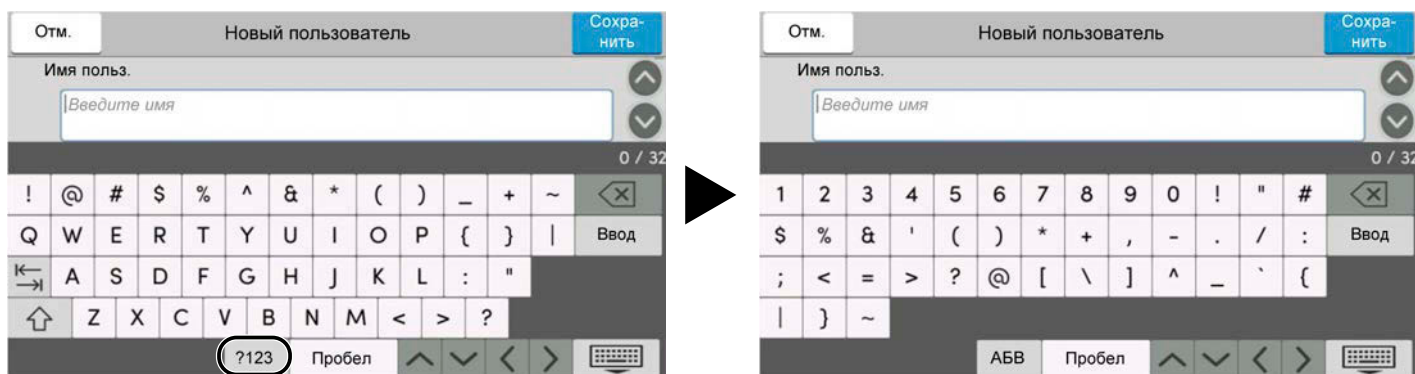 Отм.
Новый пользователь
Сохра-
нить
Имя польз.
Введите имя
0 / 32
! @ # $ % ^ & * ( ) _ + ~
Q W E R T Y U I O P { } | Ввод
A S D F G H J K L : "
Z X C V B N M < > ?
?123 Пробел
Отм.
Новый пользователь
Сохра-
нить
Имя польз.
Введите имя
0 / 32
1 2 3 4 5 6 7 8 9 0 ! " #
$ % & ' ( ) * + , - . / : Ввод
; < = > ? @ [ \ ] ^ _ ` {
| } ~
АБВ Пробел